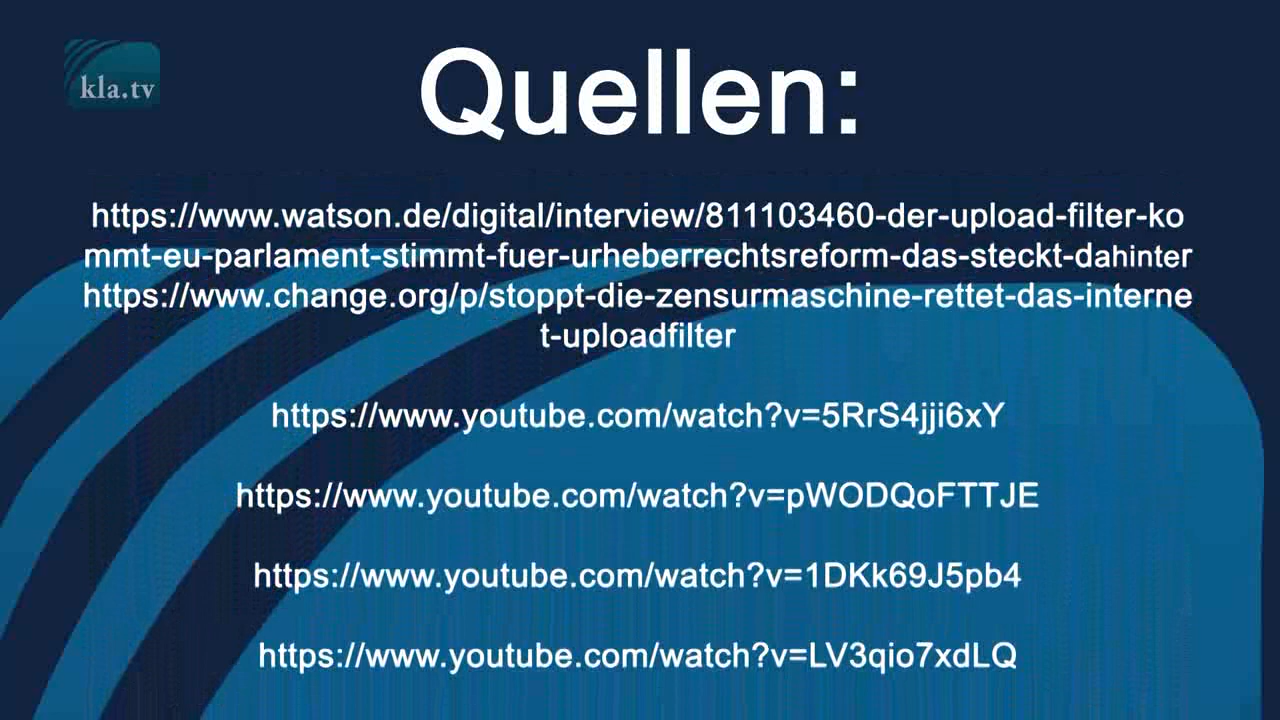 kla.tv
Quellen:
https://www.watson.de/digital/interview/811103460-der-upload-filter-ko
mmt-eu-parlament-stimmt-fuer-urheberrechtsreform-das-steckt-dahinter
https://www.change.org/p/stoppt-die-zensurmaschine-rettet-das-interne
t-uploadfilter
https://www.youtube.com/watch?v=5RrS4jji6xY
https://www.youtube.com/watch?v=pWODQoFTTJE
https://www.youtube.com/watch?v=1DKk69J5pb4
https://www.youtube.com/watch?v=LV3qio7xdLQ